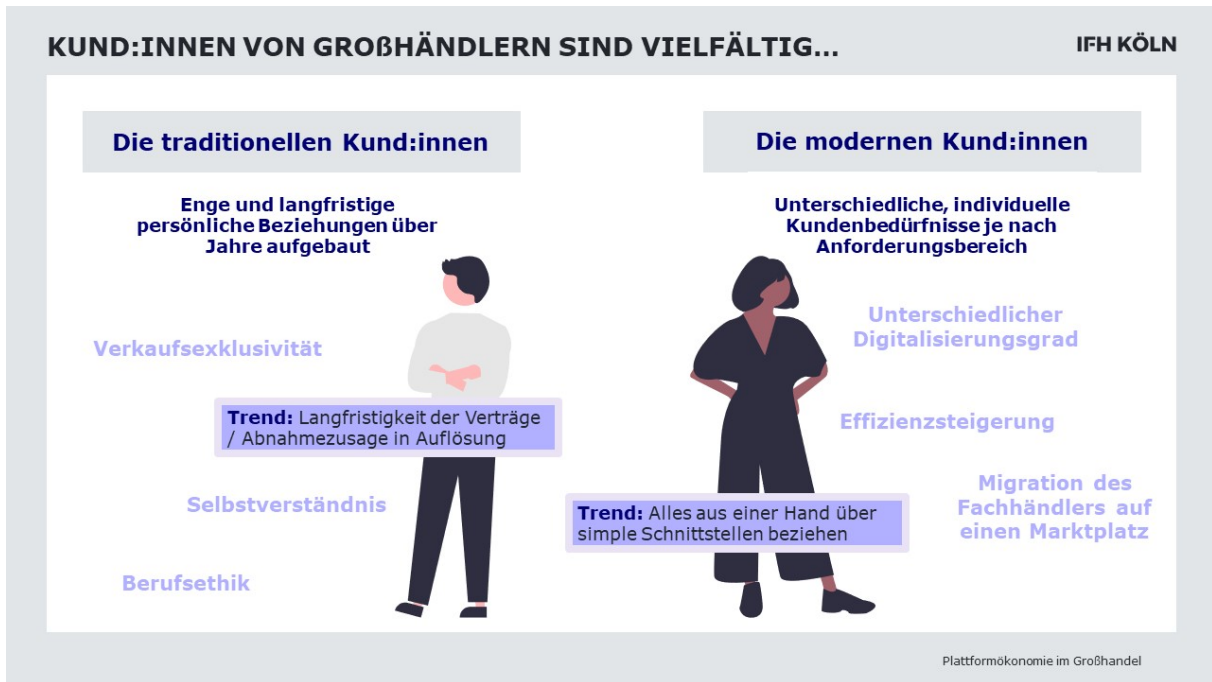 KUND:INNEN VON GROßHÄNDLERN SIND VIELFÄLTIG...
IFH KÖLN
Die traditionellen Kund:innen
Enge und langfristige
persönliche Beziehungen über
Jahre aufgebaut
Verkaufsexklusivität
Trend: Langfristigkeit der Verträge
/ Abnahmezusage in Auflösung
Selbstverständnis
Berufsethik
Die modernen Kund:innen
Unterschiedliche, individuelle
Kundenbedürfnisse je nach
Anforderungsbereich
Unterschiedlicher
Digitalisierungsgrad
Effizienzsteigerung
Migration des
Fachhändlers auf
einen Marktplatz
Trend: Alles aus einer Hand über
simple Schnittstellen beziehen
Plattformökonomie im Großhandel